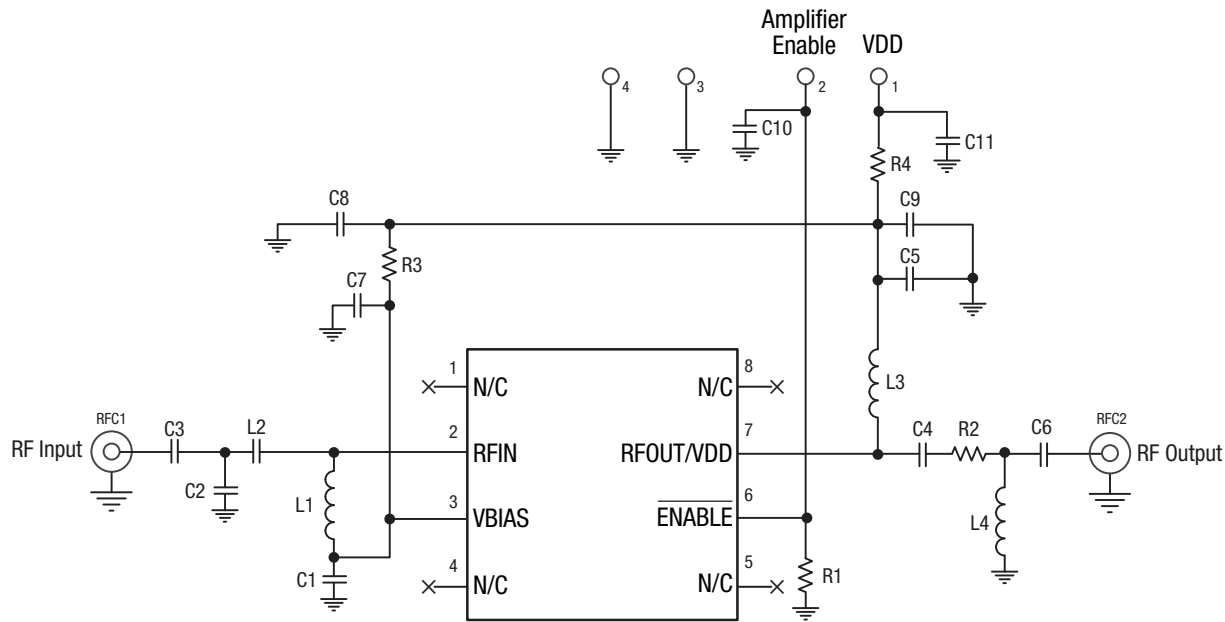 Amplifier
Enable
VDD
4
3
2
1
C10
C11
R4
C8
C9
R3
C5
C7
L3
1
N/C
8
N/C
RFC1
RF Input
C3
L2
2
RFIN
7
RFOUT/VDD
C4
R2
C6
RFC2
RF Output
C2
L1
3
VBIAS
6
ENABLE
L4
C1
4
N/C
5
N/C
R1